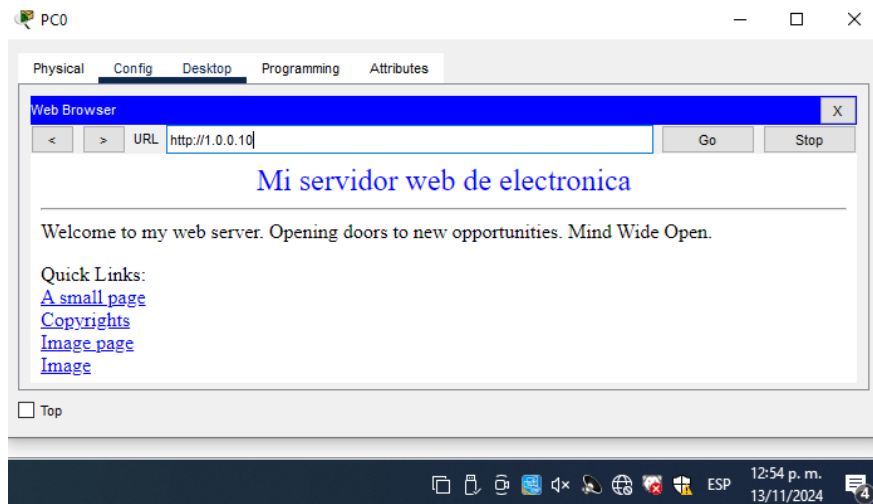 PC0
Physical Config Desktop Programming Attributes
Web Browser X
< > URL http://1.0.0.10 Go Stop
Mi servidor web de electronica
Welcome to my web server. Opening doors to new opportunities. Mind Wide Open.
Quick Links:
A small page
Copyrights
Image page
Image
Top
ESP 12:54 p. m.
13/11/2024 4